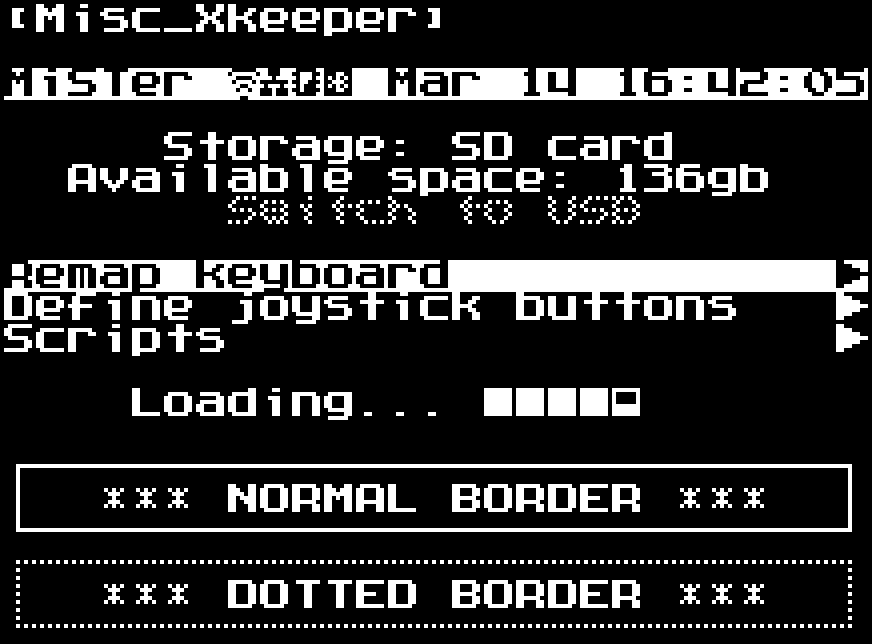 [Misc_Xkeeper]
MiSTer Mar 14 16:42:05
Storage: SD card
Available space: 136gb
Switch to USB
Remap keyboard
Define joystick buttons
Scripts
Loading...
*** NORMAL BORDER ***
*** DOTTED BORDER ***